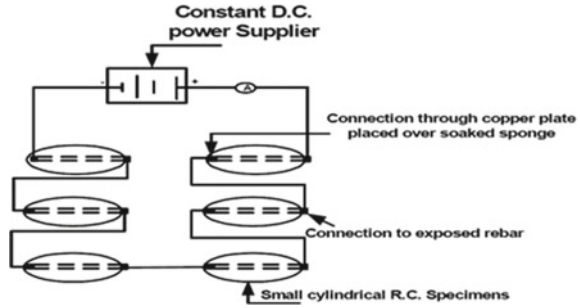 Constant D.C.
power Supplier
- +
A
Connection through copper plate
placed over soaked sponge
Connection to exposed rebar
Small cylindrical R.C. Specimens